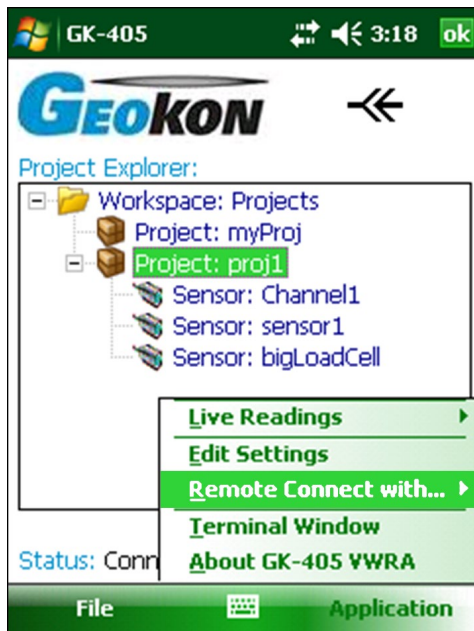 GK-405 3:18 ok
GEOKON
Project Explorer:
Workspace: Projects
Project: myProj
Project: proj1
Sensor: Channel1
Sensor: sensor1
Sensor: bigLoadCell
Live Readings
Edit Settings
Remote Connect with...
Terminal Window
Status: Conn
About GK-405 VWRA
File Application